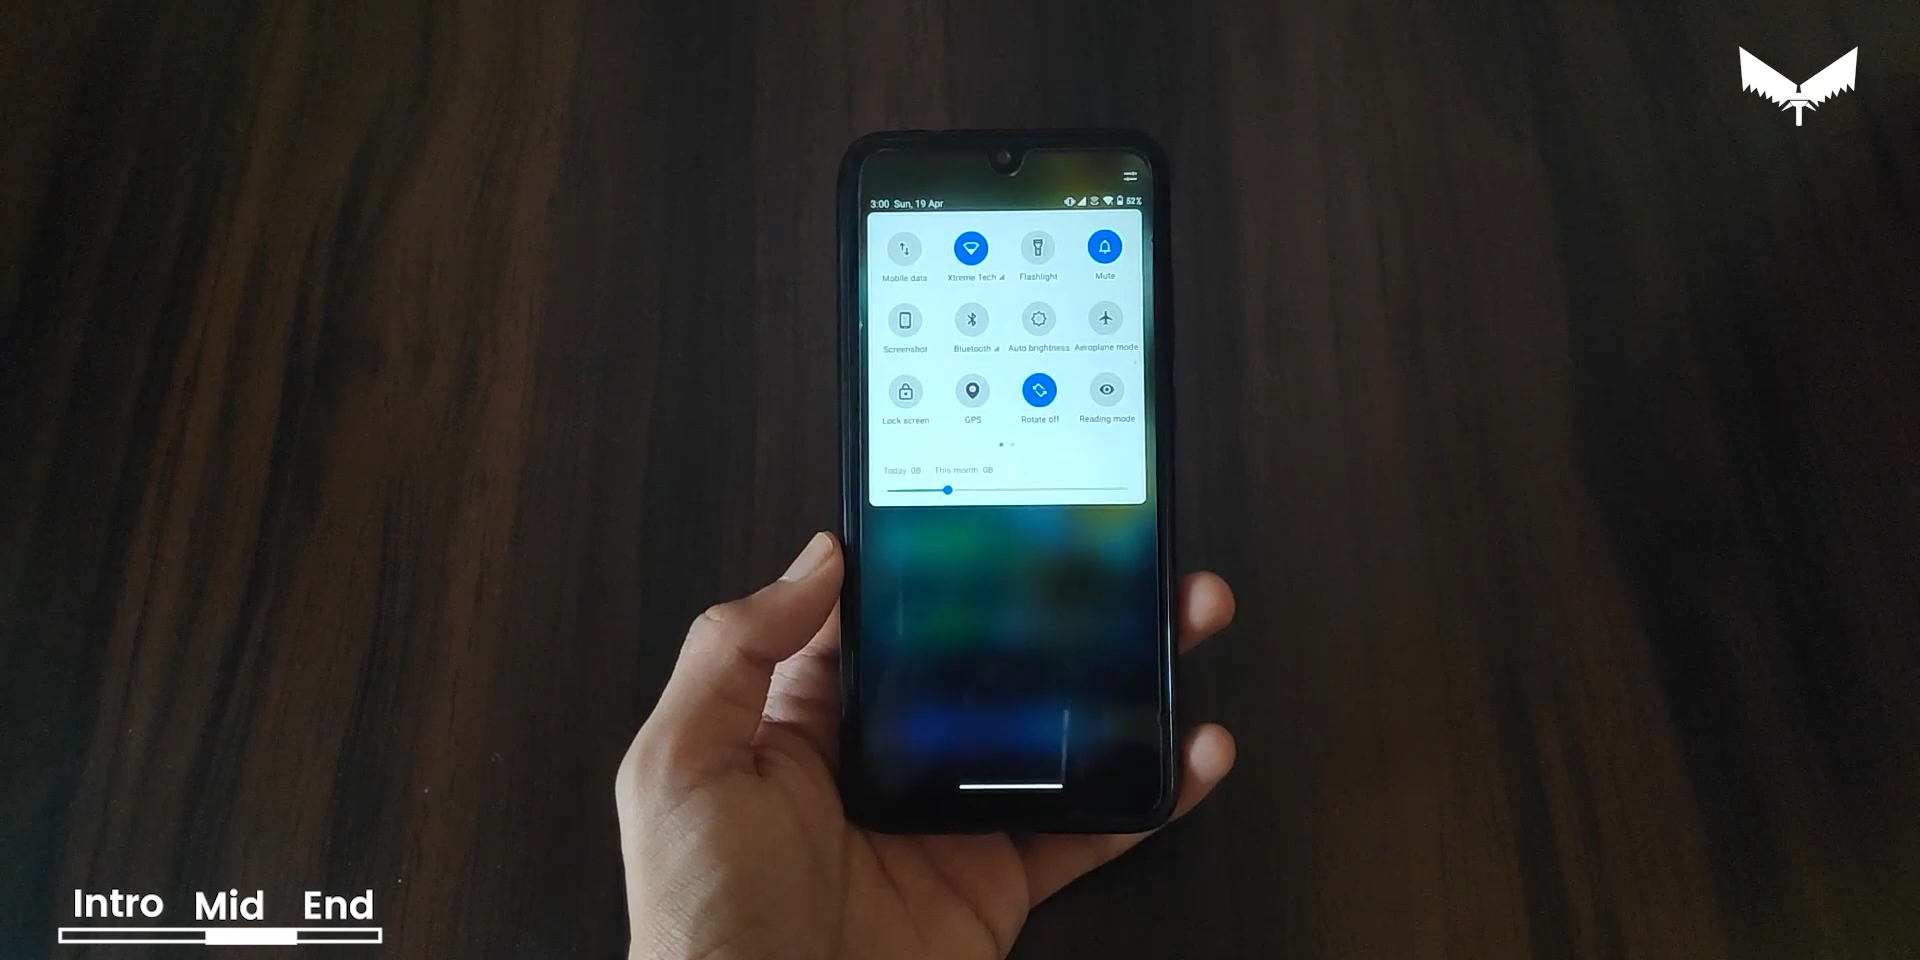 3:00 Sun, 19 Apr
52%
Mobile data
Xtreme Tech
Flashlight
Mute
Screenshot
Bluetooth
Auto brightness
Aeroplane mode
Lock screen
GPS
Rotate off
Reading mode
Today 0B This month 0B
Intro Mid End